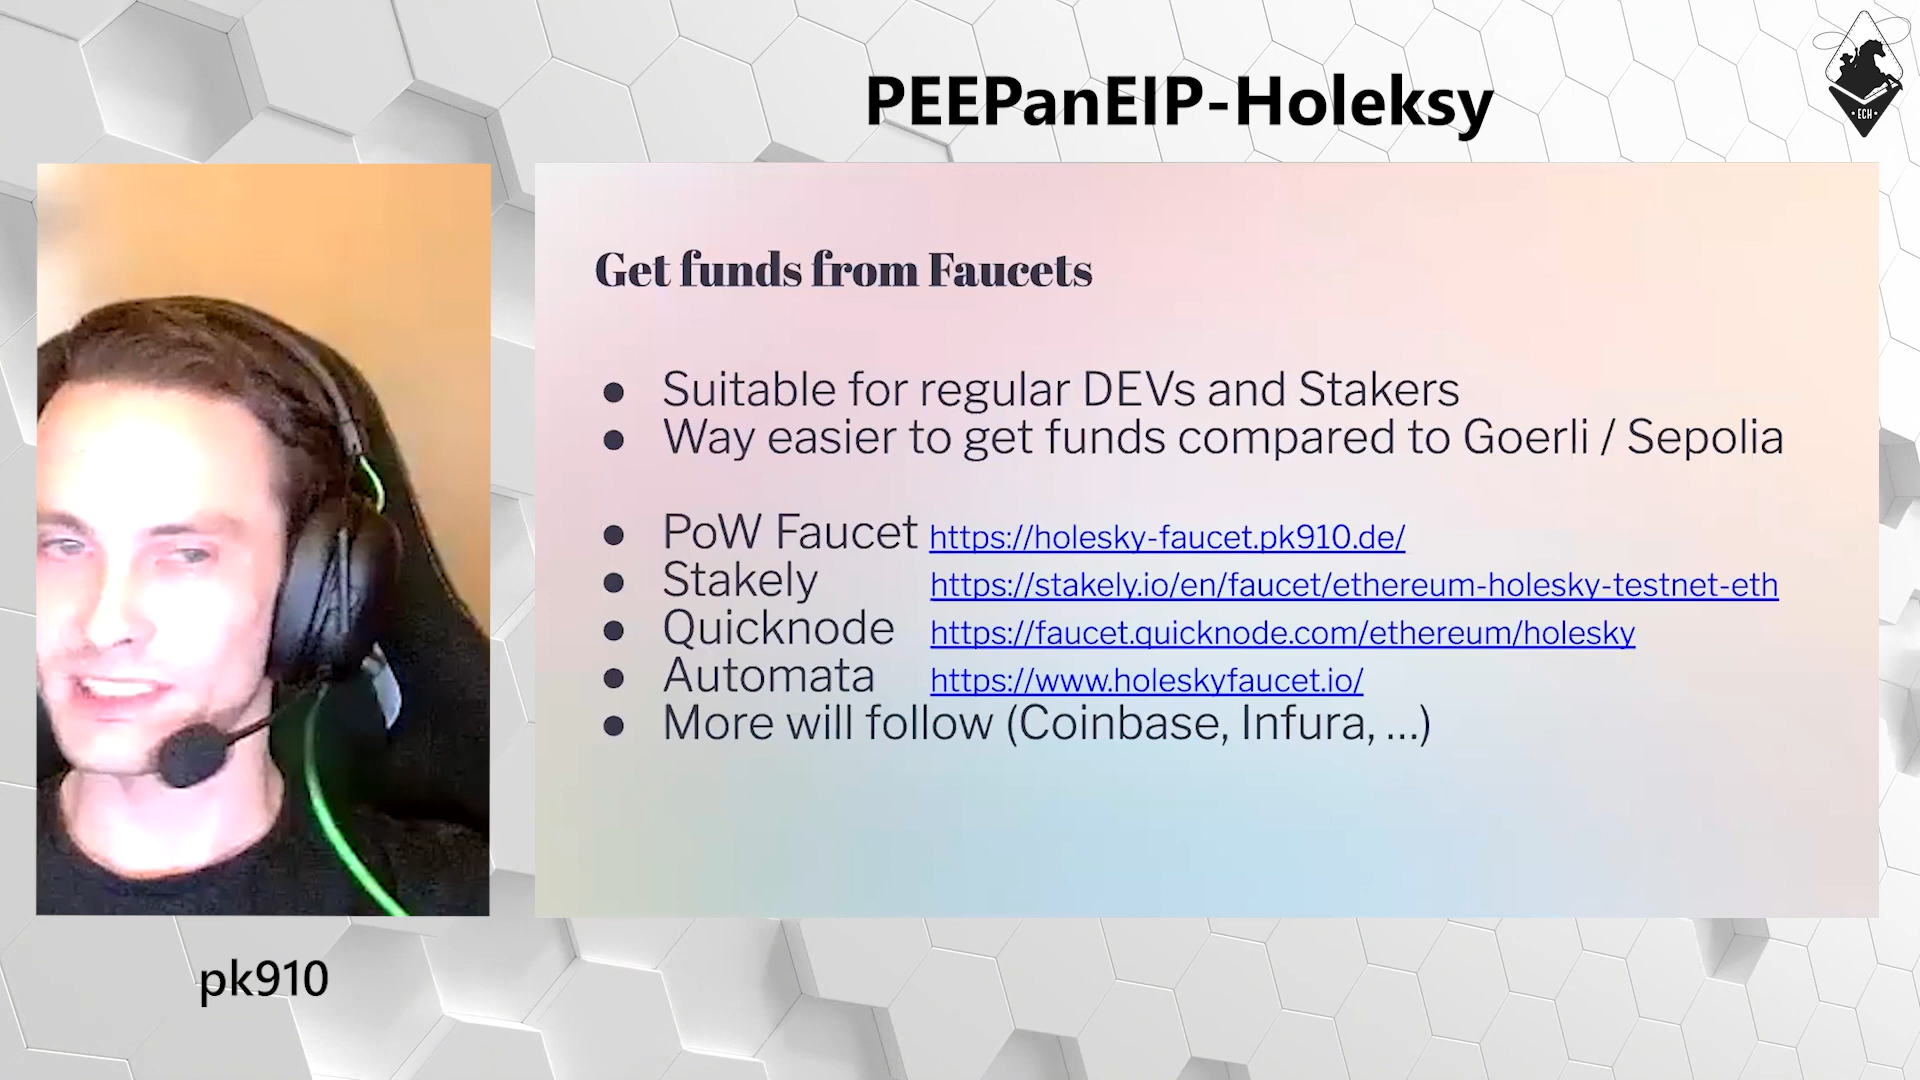 PEEPanEIP-Holeksy
ECH
Get funds from Faucets
● Suitable for regular DEVs and Stakers
● Way easier to get funds compared to Goerli / Sepolia
● PoW Faucet https://holesky-faucet.pk910.de/
● Stakely https://stakely.io/en/faucet/ethereum-holesky-testnet-eth
● Quicknode https://faucet.quicknode.com/ethereum/holesky
● Automata https://www.holeskyfaucet.io/
● More will follow (Coinbase, Infura, ...)
pk910